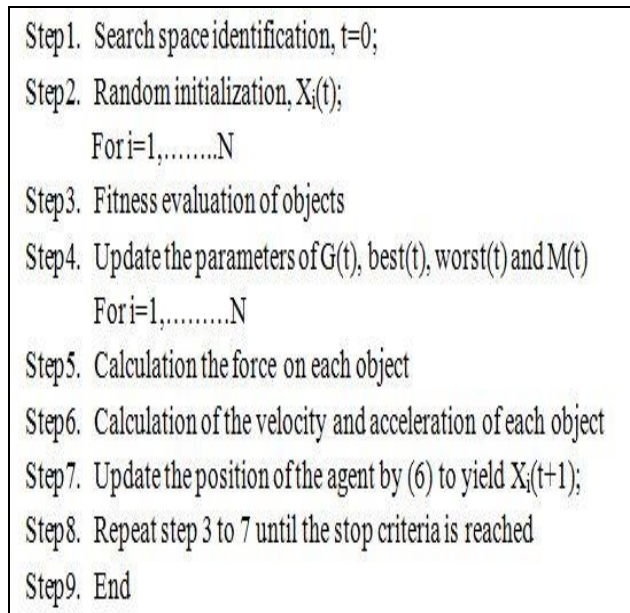 Step1. Search space identification, t=0;
Step2. Random initialization, Xᵢ(t);
For i=1,........N
Step3. Fitness evaluation of objects
Step4. Update the parameters of G(t), best(t), worst(t) and M(t)
For i=1,.........N
Step5. Calculation the force on each object
Step6. Calculation of the velocity and acceleration of each object
Step7. Update the position of the agent by (6) to yield Xᵢ(t+1);
Step8. Repeat step 3 to 7 until the stop criteria is reached
Step9. End